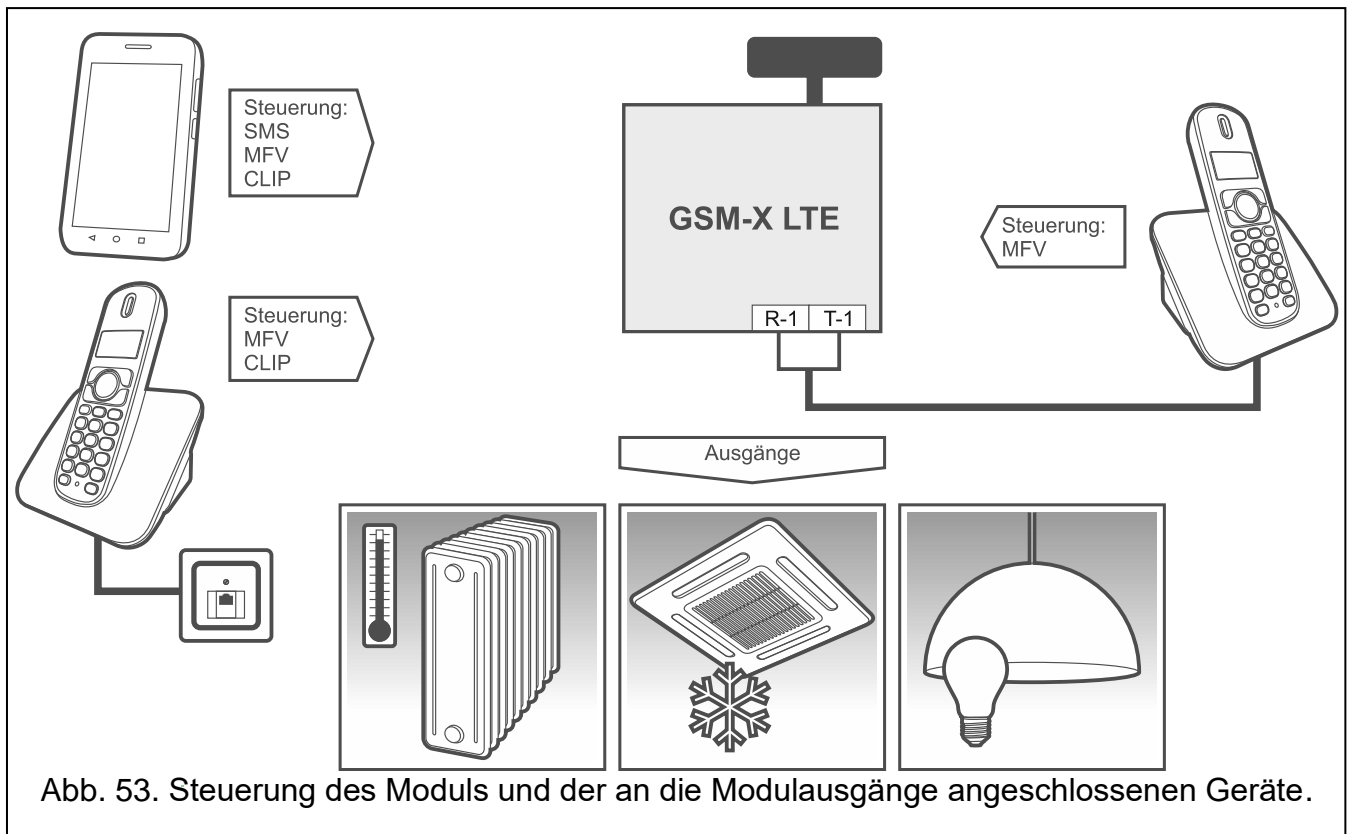 Steuerung:
SMS
MFV
CLIP
GSM-X LTE
Steuerung:
MFV
Steuerung:
MFV
CLIP
R-1 T-1
Ausgänge
Abb. 53. Steuerung des Moduls und der an die Modulausgänge angeschlossenen Geräte.